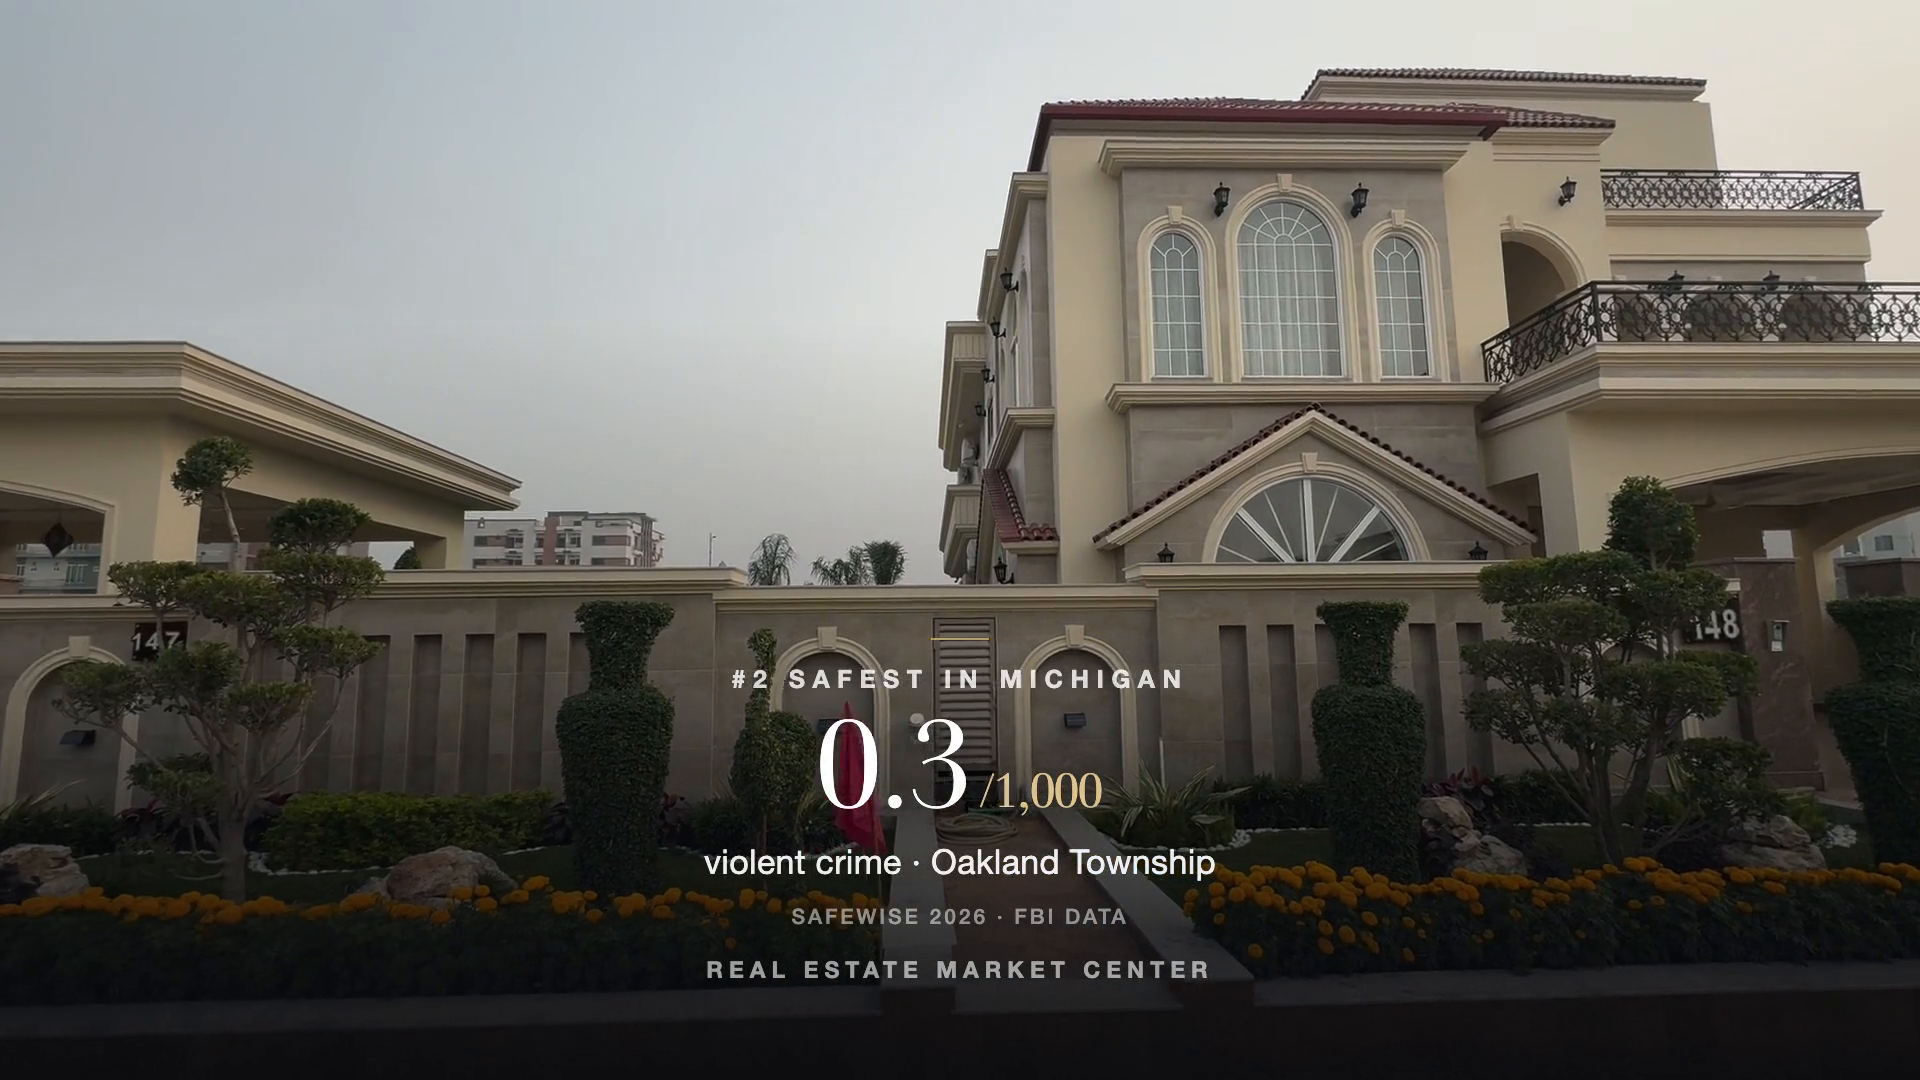 147
148
#2 SAFEST IN MICHIGAN
0.3 /1,000
violent crime · Oakland Township
SAFEWISE 2026 · FBI DATA
REAL ESTATE MARKET CENTER